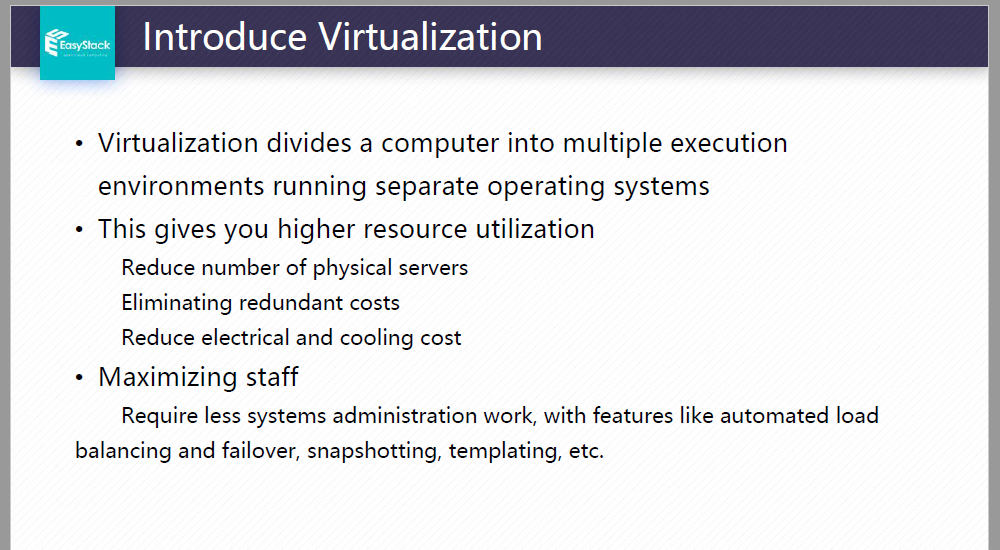 EasyStack
Introduce Virtualization
• Virtualization divides a computer into multiple execution
environments running separate operating systems
• This gives you higher resource utilization
Reduce number of physical servers
Eliminating redundant costs
Reduce electrical and cooling cost
• Maximizing staff
Require less systems administration work, with features like automated load
balancing and failover, snapshotting, templating, etc.